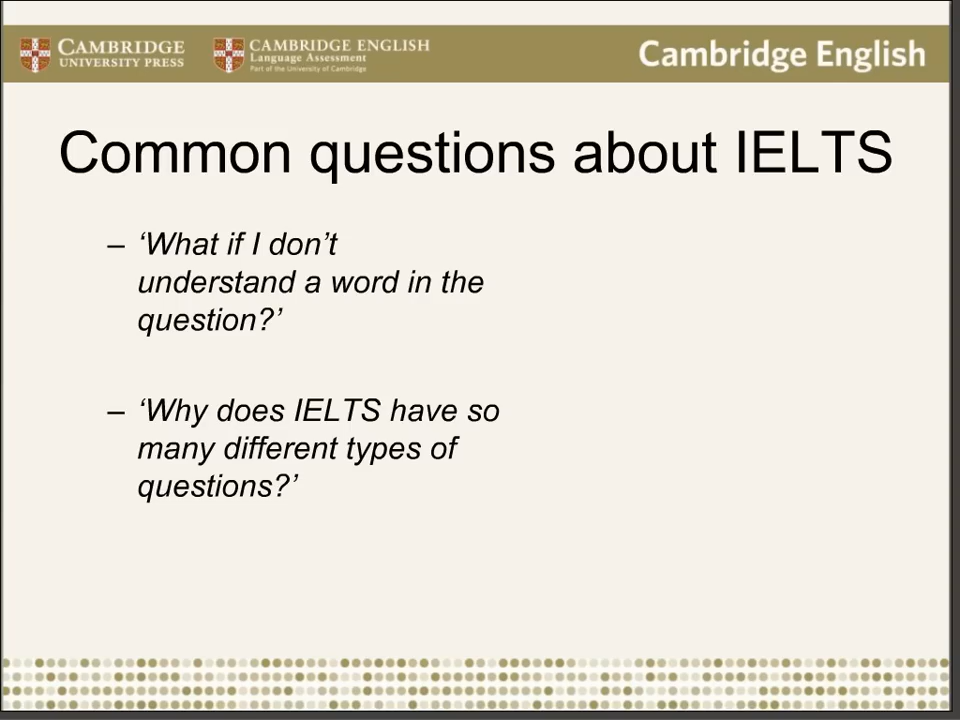 CAMBRIDGE
UNIVERSITY PRESS
CAMBRIDGE ENGLISH
Language Assessment
Part of the University of Cambridge
Cambridge English
Common questions about IELTS
– ‘What if I don’t
understand a word in the
question?’
– ‘Why does IELTS have so
many different types of
questions?’